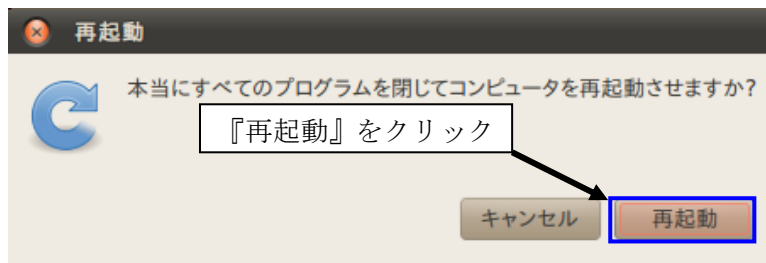 再起動
本当にすべてのプログラムを閉じてコンピュータを再起動させますか?
『再起動』をクリック
キャンセル
再起動